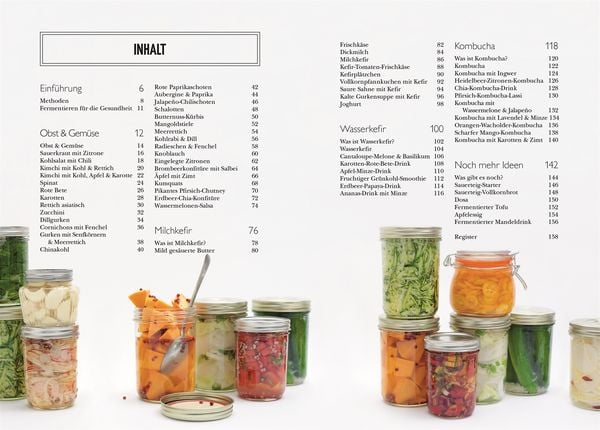 INHALT
Einführung 6
Methoden 8
Fermentieren für die Gesundheit 11
Obst & Gemüse 12
Obst & Gemüse 14
Sauerkraut mit Zitrone 16
Kohlsalat mit Chili 18
Kimchi mit Kohl & Rettich 20
Kimchi mit Kohl, Apfel & Karotte 22
Spinat 24
Rote Bete 26
Karotten 28
Rettich asiatisch 30
Zucchini 32
Dillgurken 34
Cornichons mit Fenchel 36
Gurken mit Senfkörnern
& Meerrettich 38
Chinakohl 40
Rote Paprikaschoten 42
Aubergine & Paprika 44
Jalapeño-Chilischoten 46
Schalotten 48
Butternuss-Kürbis 50
Mangoldstiele 52
Meerrettich 54
Kohlrabi & Dill 56
Radieschen & Fenchel 58
Knoblauch 60
Eingelegte Zitronen 62
Brombeerkompott mit Salbei 64
Äpfel mit Zimt 66
Kumquats 68
Pikantes Pfirsich-Chutney 70
Erdbeer-Chia-Konfitüre 72
Wassermelonen-Salsa 74
Milchkefir 76
Was ist Milchkefir? 78
Mild gesäuerte Butter 80
Frischkäse 82
Dickmilch 84
Milchkefir 86
Kefir-Tomaten-Frischkäse 88
Kefirplätzchen 90
Vollkornpfannkuchen mit Kefir 92
Saure Sahne mit Kefir 94
Kalte Gurkensuppe mit Kefir 96
Joghurt 98
Wasserkefir 100
Was ist Wasserkefir? 102
Wasserkefir 104
Cantaloupe-Melone & Basilikum 106
Karotten-Rote-Bete-Drink 108
Apfel-Minze-Drink 110
Fruchtiger Grünkohl-Smoothie 112
Erdbeer-Papaya-Drink 114
Ananas-Drink mit Minze 116
Kombucha 118
Was ist Kombucha? 120
Kombucha 122
Kombucha mit Ingwer 124
Heidelbeer-Zitronen-Kombucha 126
Chia-Kombucha-Drink 128
Pfirsich-Kombucha-Lassi 130
Kombucha mit
Wassermelone & Jalapeño 132
Kombucha mit Lavendel & Minze 134
Orangen-Wacholder-Kombucha 136
Scharfer Mango-Kombucha 138
Kombucha mit Karotten & Zimt 140
Noch mehr Ideen 142
Was gibt es noch? 144
Sauerteig-Starter 146
Sauerteig-Vollkornbrot 148
Dosa 150
Fermentierter Tofu 152
Apfelessig 154
Fermentierter Mandeldrink 156
Register 158